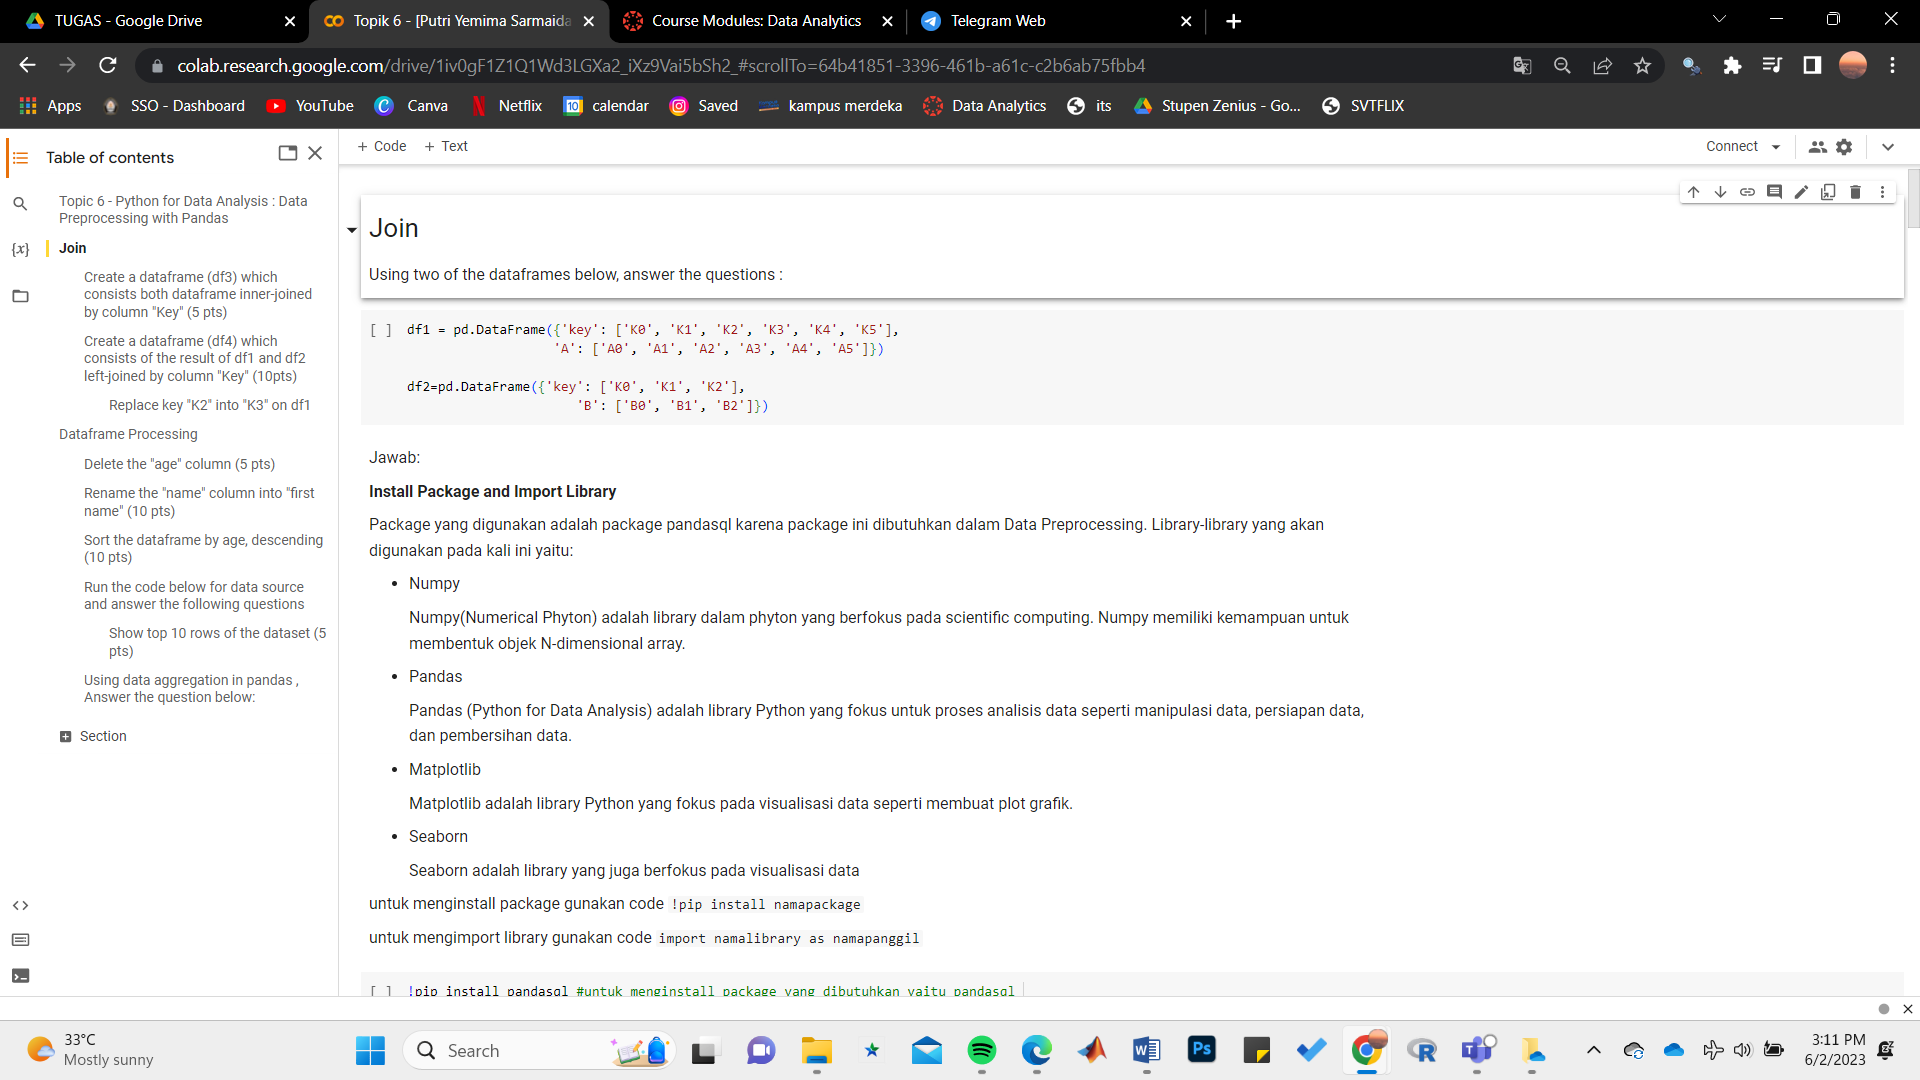 TUGAS - Google Drive
Topik 6 - [Putri Yemima Sarmaida
Course Modules: Data Analytics
Telegram Web
colab.research.google.com/drive/1iv0gF1Z1Q1Wd3LGXa2_iXz9Vai5bSh2_#scrollTo=64b41851-3396-461b-a61c-c2b6ab75fbb4
Apps
SSO - Dashboard
YouTube
Canva
Netflix
calendar
Saved
kampus merdeka
Data Analytics
its
Stupen Zenius - Go...
SVTFLIX
Table of contents
Topic 6 - Python for Data Analysis : Data
Preprocessing with Pandas
Join
Create a dataframe (df3) which
consists both dataframe inner-joined
by column "Key" (5 pts)
Create a dataframe (df4) which
consists of the result of df1 and df2
left-joined by column "Key" (10pts)
Replace key "K2" into "K3" on df1
Dataframe Processing
Delete the "age" column (5 pts)
Rename the "name" column into "first
name" (10 pts)
Sort the dataframe by age, descending
(10 pts)
Run the code below for data source
and answer the following questions
Show top 10 rows of the dataset (5
pts)
Using data aggregation in pandas ,
Answer the question below:
Section
+ Code + Text
Connect
Join
Using two of the dataframes below, answer the questions :
[ ] df1 = pd.DataFrame({'key': ['K0', 'K1', 'K2', 'K3', 'K4', 'K5'],
'A': ['A0', 'A1', 'A2', 'A3', 'A4', 'A5']})
df2=pd.DataFrame({'key': ['K0', 'K1', 'K2'],
'B': ['B0', 'B1', 'B2']})
Jawab:
Install Package and Import Library
Package yang digunakan adalah package pandasql karena package ini dibutuhkan dalam Data Preprocessing. Library-library yang akan
digunakan pada kali ini yaitu:
• Numpy
Numpy(Numerical Phyton) adalah library dalam phyton yang berfokus pada scientific computing. Numpy memiliki kemampuan untuk
membentuk objek N-dimensional array.
• Pandas
Pandas (Python for Data Analysis) adalah library Python yang fokus untuk proses analisis data seperti manipulasi data, persiapan data,
dan pembersihan data.
• Matplotlib
Matplotlib adalah library Python yang fokus pada visualisasi data seperti membuat plot grafik.
• Seaborn
Seaborn adalah library yang juga berfokus pada visualisasi data
untuk menginstall package gunakan code !pip install namapackage
untuk mengimport library gunakan code import namalibrary as namapanggil
[ ] !pip install pandasql #untuk menginstall package yang dibutuhkan yaitu pandasql
33°C
Mostly sunny
Search
3:11 PM
6/2/2023